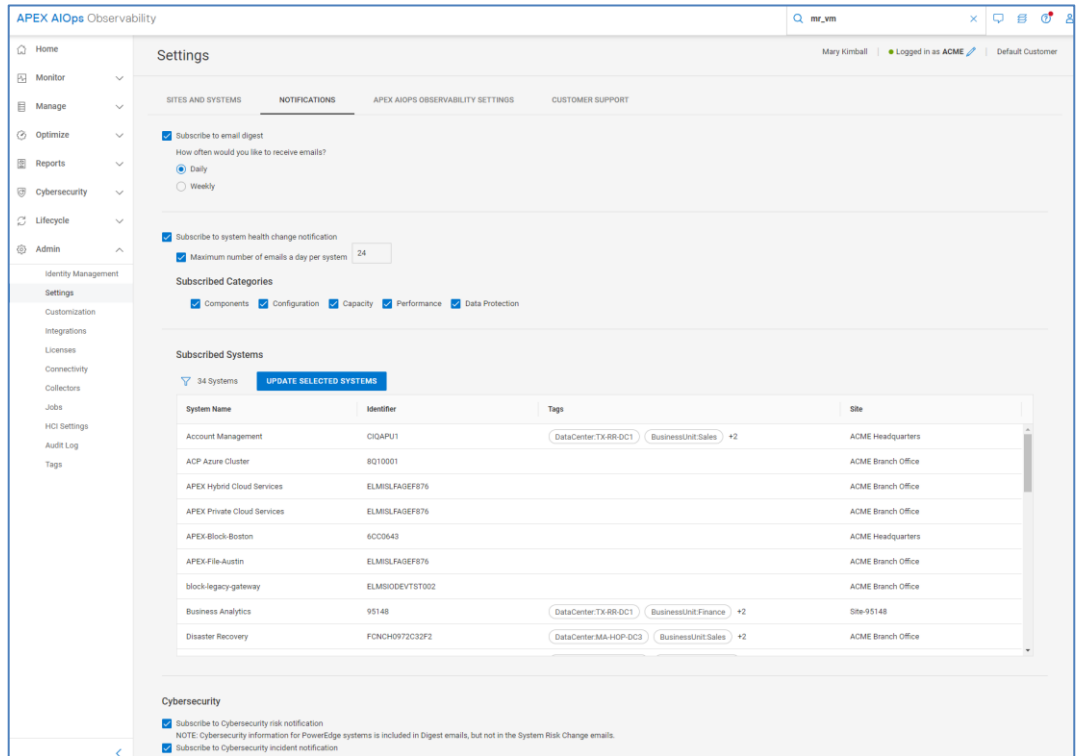 APEX AIOps Observability
mr_vm
Home
Monitor
Manage
Optimize
Reports
Cybersecurity
Lifecycle
Admin
Identity Management
Settings
Customization
Integrations
Licenses
Connectivity
Collectors
Jobs
HCI Settings
Audit Log
Tags
Settings
Mary Kimball
Logged in as ACME
Default Customer
SITES AND SYSTEMS NOTIFICATIONS APEX AIOPS OBSERVABILITY SETTINGS CUSTOMER SUPPORT
Subscribe to email digest
How often would you like to receive emails?
Daily
Weekly
Subscribe to system health change notification
Maximum number of emails a day per system 24
Subscribed Categories
Components Configuration Capacity Performance Data Protection
Subscribed Systems
34 Systems UPDATE SELECTED SYSTEMS
System Name Identifier Tags Site
Account Management CIQAPU1 DataCenter:TX-RR-DC1 BusinessUnit:Sales +2 ACME Headquarters
ACP Azure Cluster 8Q10001 ACME Branch Office
APEX Hybrid Cloud Services ELMISLFAGEF876 ACME Branch Office
APEX Private Cloud Services ELMISLFAGEF876 ACME Branch Office
APEX-Block-Boston 6CC0643 ACME Headquarters
APEX-File-Austin ELMISLFAGEF876 ACME Branch Office
block-legacy-gateway ELMSIODEVTST002 ACME Branch Office
Business Analytics 95148 DataCenter:TX-RR-DC1 BusinessUnit:Finance +2 Site-95148
Disaster Recovery FCNCH0972C32F2 DataCenter:MA-HOP-DC3 BusinessUnit:Sales +2 ACME Branch Office
Cybersecurity
Subscribe to Cybersecurity risk notification
NOTE: Cybersecurity information for PowerEdge systems is included in Digest emails, but not in the System Risk Change emails.
Subscribe to Cybersecurity incident notification